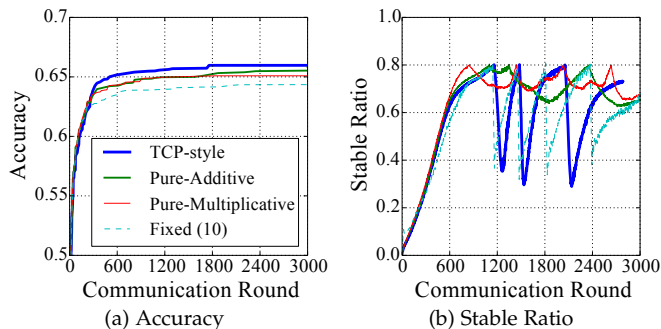 0.7
0.65
0.6
0.55
0.5
Accuracy
TCP-style
Pure-Additive
Pure-Multiplicative
Fixed (10)
0 600 1200 1800 2400 3000
Communication Round
(a) Accuracy
1.0
0.8
0.6
0.4
0.2
0.0
Stable Ratio
0 600 1200 1800 2400 3000
Communication Round
(b) Stable Ratio